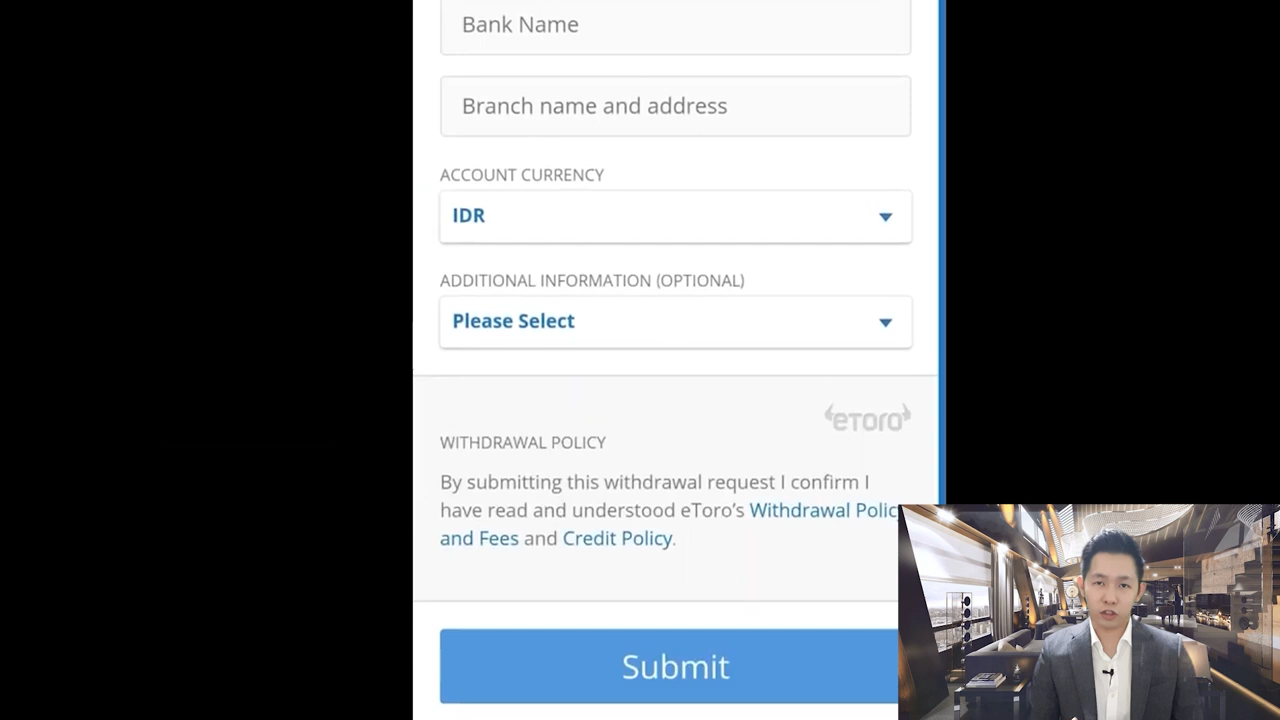 Bank Name
Branch name and address
ACCOUNT CURRENCY
IDR
ADDITIONAL INFORMATION (OPTIONAL)
Please Select
eToro
WITHDRAWAL POLICY
By submitting this withdrawal request I confirm I
have read and understood eToro's Withdrawal Polic
and Fees and Credit Policy.
Submit